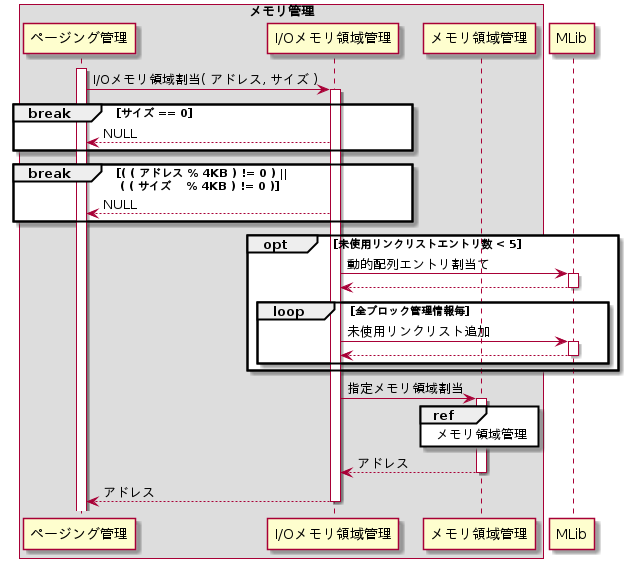 メモリ管理
ページング管理
I/Oメモリ領域管理
メモリ領域管理
MLib
I/Oメモリ領域割当( アドレス, サイズ )
break
[サイズ == 0]
NULL
break
[( ( アドレス % 4KB ) != 0 ) ||
( ( サイズ % 4KB ) != 0 )]
NULL
opt
[未使用リンクリストエントリ数 < 5]
動的配列エントリ割当て
loop
[全ブロック管理情報毎]
未使用リンクリスト追加
指定メモリ領域割当
ref
メモリ領域管理
アドレス
アドレス
ページング管理
I/Oメモリ領域管理
メモリ領域管理
MLib